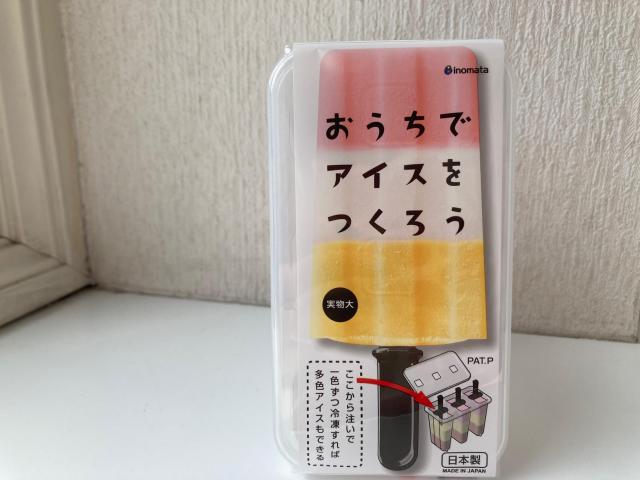 inomata
おうちで
アイスを
つくろう
実物大
PAT.P
ここから注いで
一色ずつ冷凍すれば
多色アイスもできる
日本製
MADE IN JAPAN